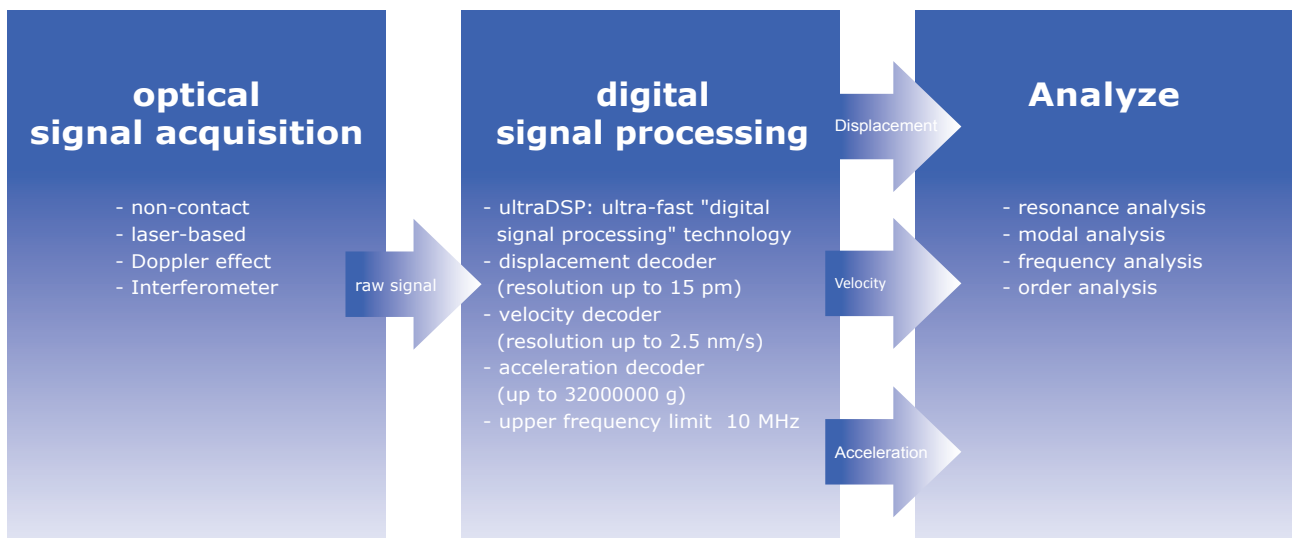 optical
signal acquisition
- non-contact
- laser-based
- Doppler effect
- Interferometer
raw signal
digital
signal processing
- ultraDSP: ultra-fast "digital
signal processing" technology
- displacement decoder
(resolution up to 15 pm)
- velocity decoder
(resolution up to 2.5 nm/s)
- acceleration decoder
(up to 32000000 g)
- upper frequency limit  10 MHz
Displacement
Velocity
Acceleration
Analyze
- resonance analysis
- modal analysis
- frequency analysis
- order analysis